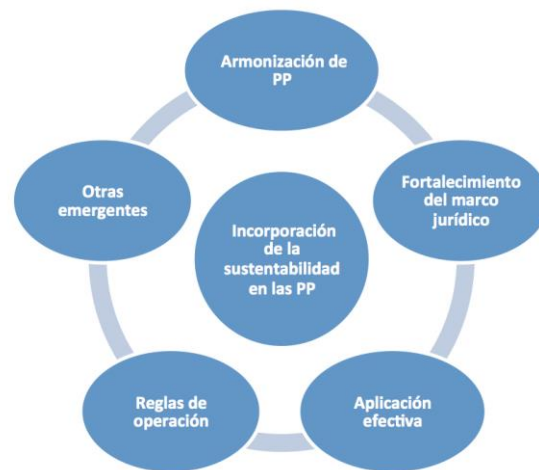 Armonización de
PP
Fortalecimiento
del marco
jurídico
Aplicación
efectiva
Reglas de
operación
Otras
emergentes
Incorporación
de la
sustentabilidad
en las PP